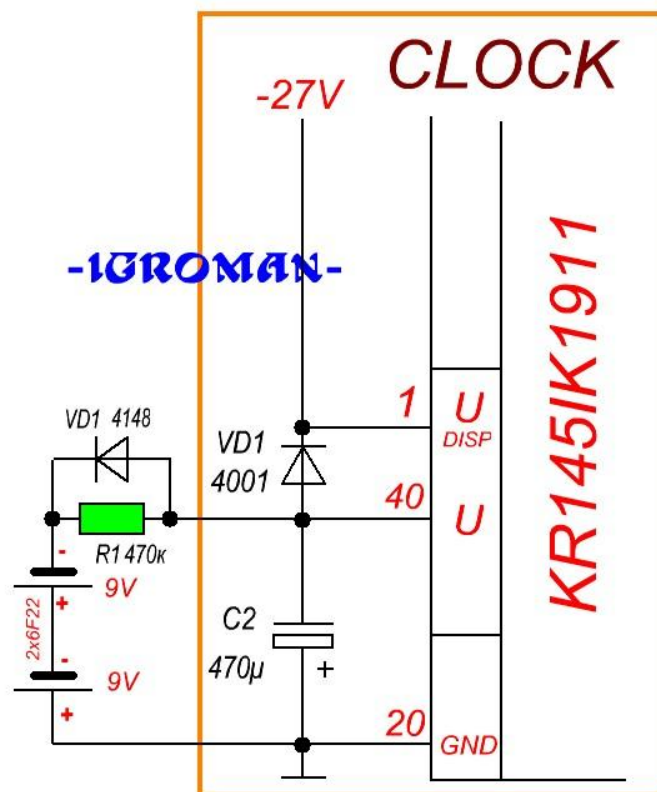 CLOCK
-27V
-IGROMAN-
KR145IK1911
1
U
DISP
VD1 4148
VD1
4001
40
U
R1 470к
-
+
9V
2x6F22
-
+
9V
C2
470µ
+
20
GND